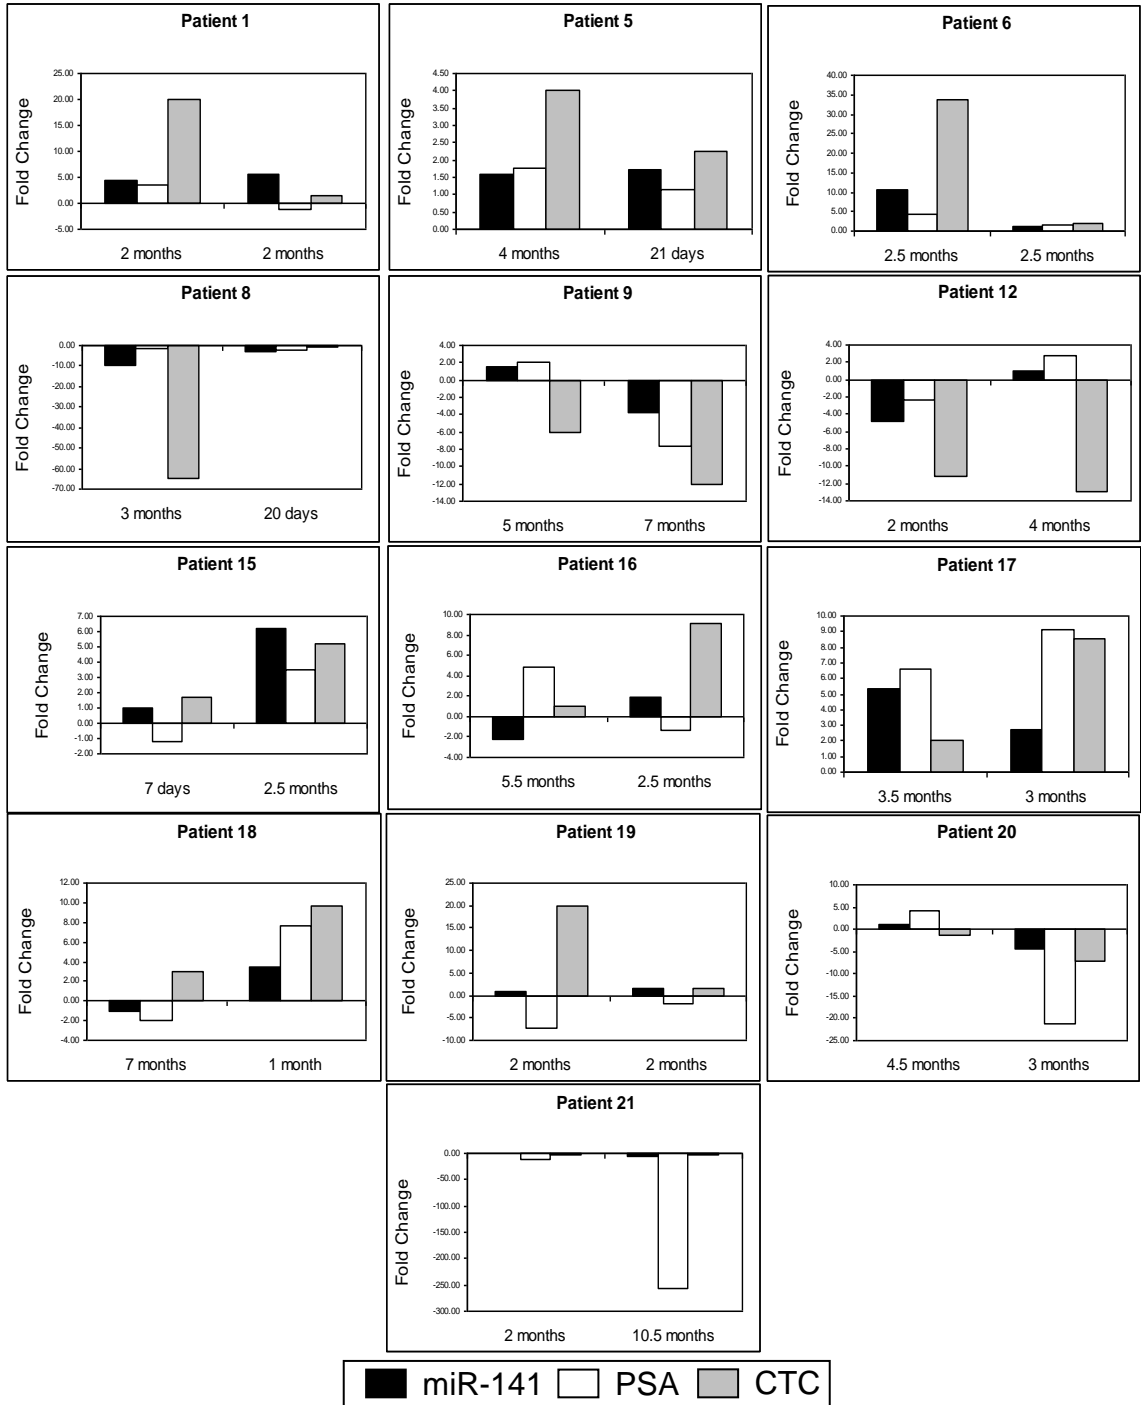 Patient 1
Fold Change
25.00
20.00
15.00
10.00
5.00
0.00
-5.00
2 months 2 months
Patient 5
Fold Change
4.50
4.00
3.50
3.00
2.50
2.00
1.50
1.00
0.50
0.00
4 months 21 days
Patient 6
Fold Change
40.00
35.00
30.00
25.00
20.00
15.00
10.00
5.00
0.00
2.5 months 2.5 months
Patient 8
Fold Change
0.00
-10.00
-20.00
-30.00
-40.00
-50.00
-60.00
-70.00
3 months 20 days
Patient 9
Fold Change
4.00
2.00
0.00
-2.00
-4.00
-6.00
-8.00
-10.00
-12.00
-14.00
5 months 7 months
Patient 12
Fold Change
4.00
2.00
0.00
-2.00
-4.00
-6.00
-8.00
-10.00
-12.00
-14.00
2 months 4 months
Patient 15
Fold Change
7.00
6.00
5.00
4.00
3.00
2.00
1.00
0.00
-1.00
-2.00
7 days 2.5 months
Patient 16
Fold Change
10.00
8.00
6.00
4.00
2.00
0.00
-2.00
-4.00
5.5 months 2.5 months
Patient 17
Fold Change
10.00
9.00
8.00
7.00
6.00
5.00
4.00
3.00
2.00
1.00
0.00
3.5 months 3 months
Patient 18
Fold Change
12.00
10.00
8.00
6.00
4.00
2.00
0.00
-2.00
-4.00
7 months 1 month
Patient 19
Fold Change
25.00
20.00
15.00
10.00
5.00
0.00
-5.00
-10.00
2 months 2 months
Patient 20
Fold Change
10.00
5.00
0.00
-5.00
-10.00
-15.00
-20.00
-25.00
4.5 months 3 months
Patient 21
Fold Change
0.00
-50.00
-100.00
-150.00
-200.00
-250.00
-300.00
2 months 10.5 months
miR-141 PSA CTC